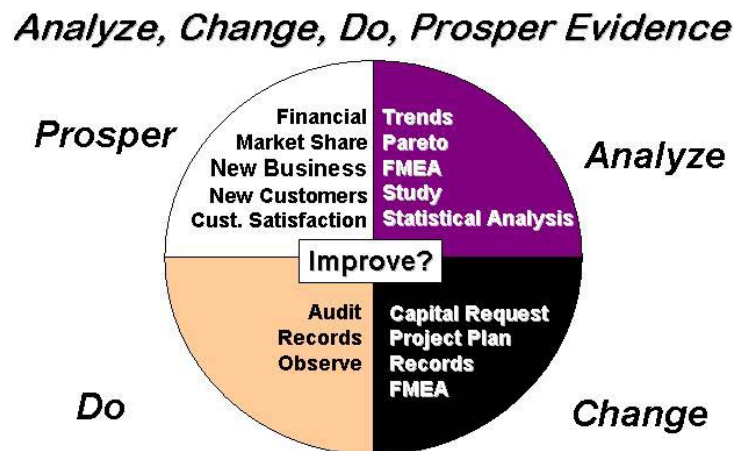 Analyze, Change, Do, Prosper Evidence
Prosper
Financial
Market Share
New Business
New Customers
Cust. Satisfaction
Trends
Pareto
FMEA
Study
Statistical Analysis
Analyze
Improve?
Do
Audit
Records
Observe
Capital Request
Project Plan
Records
FMEA
Change